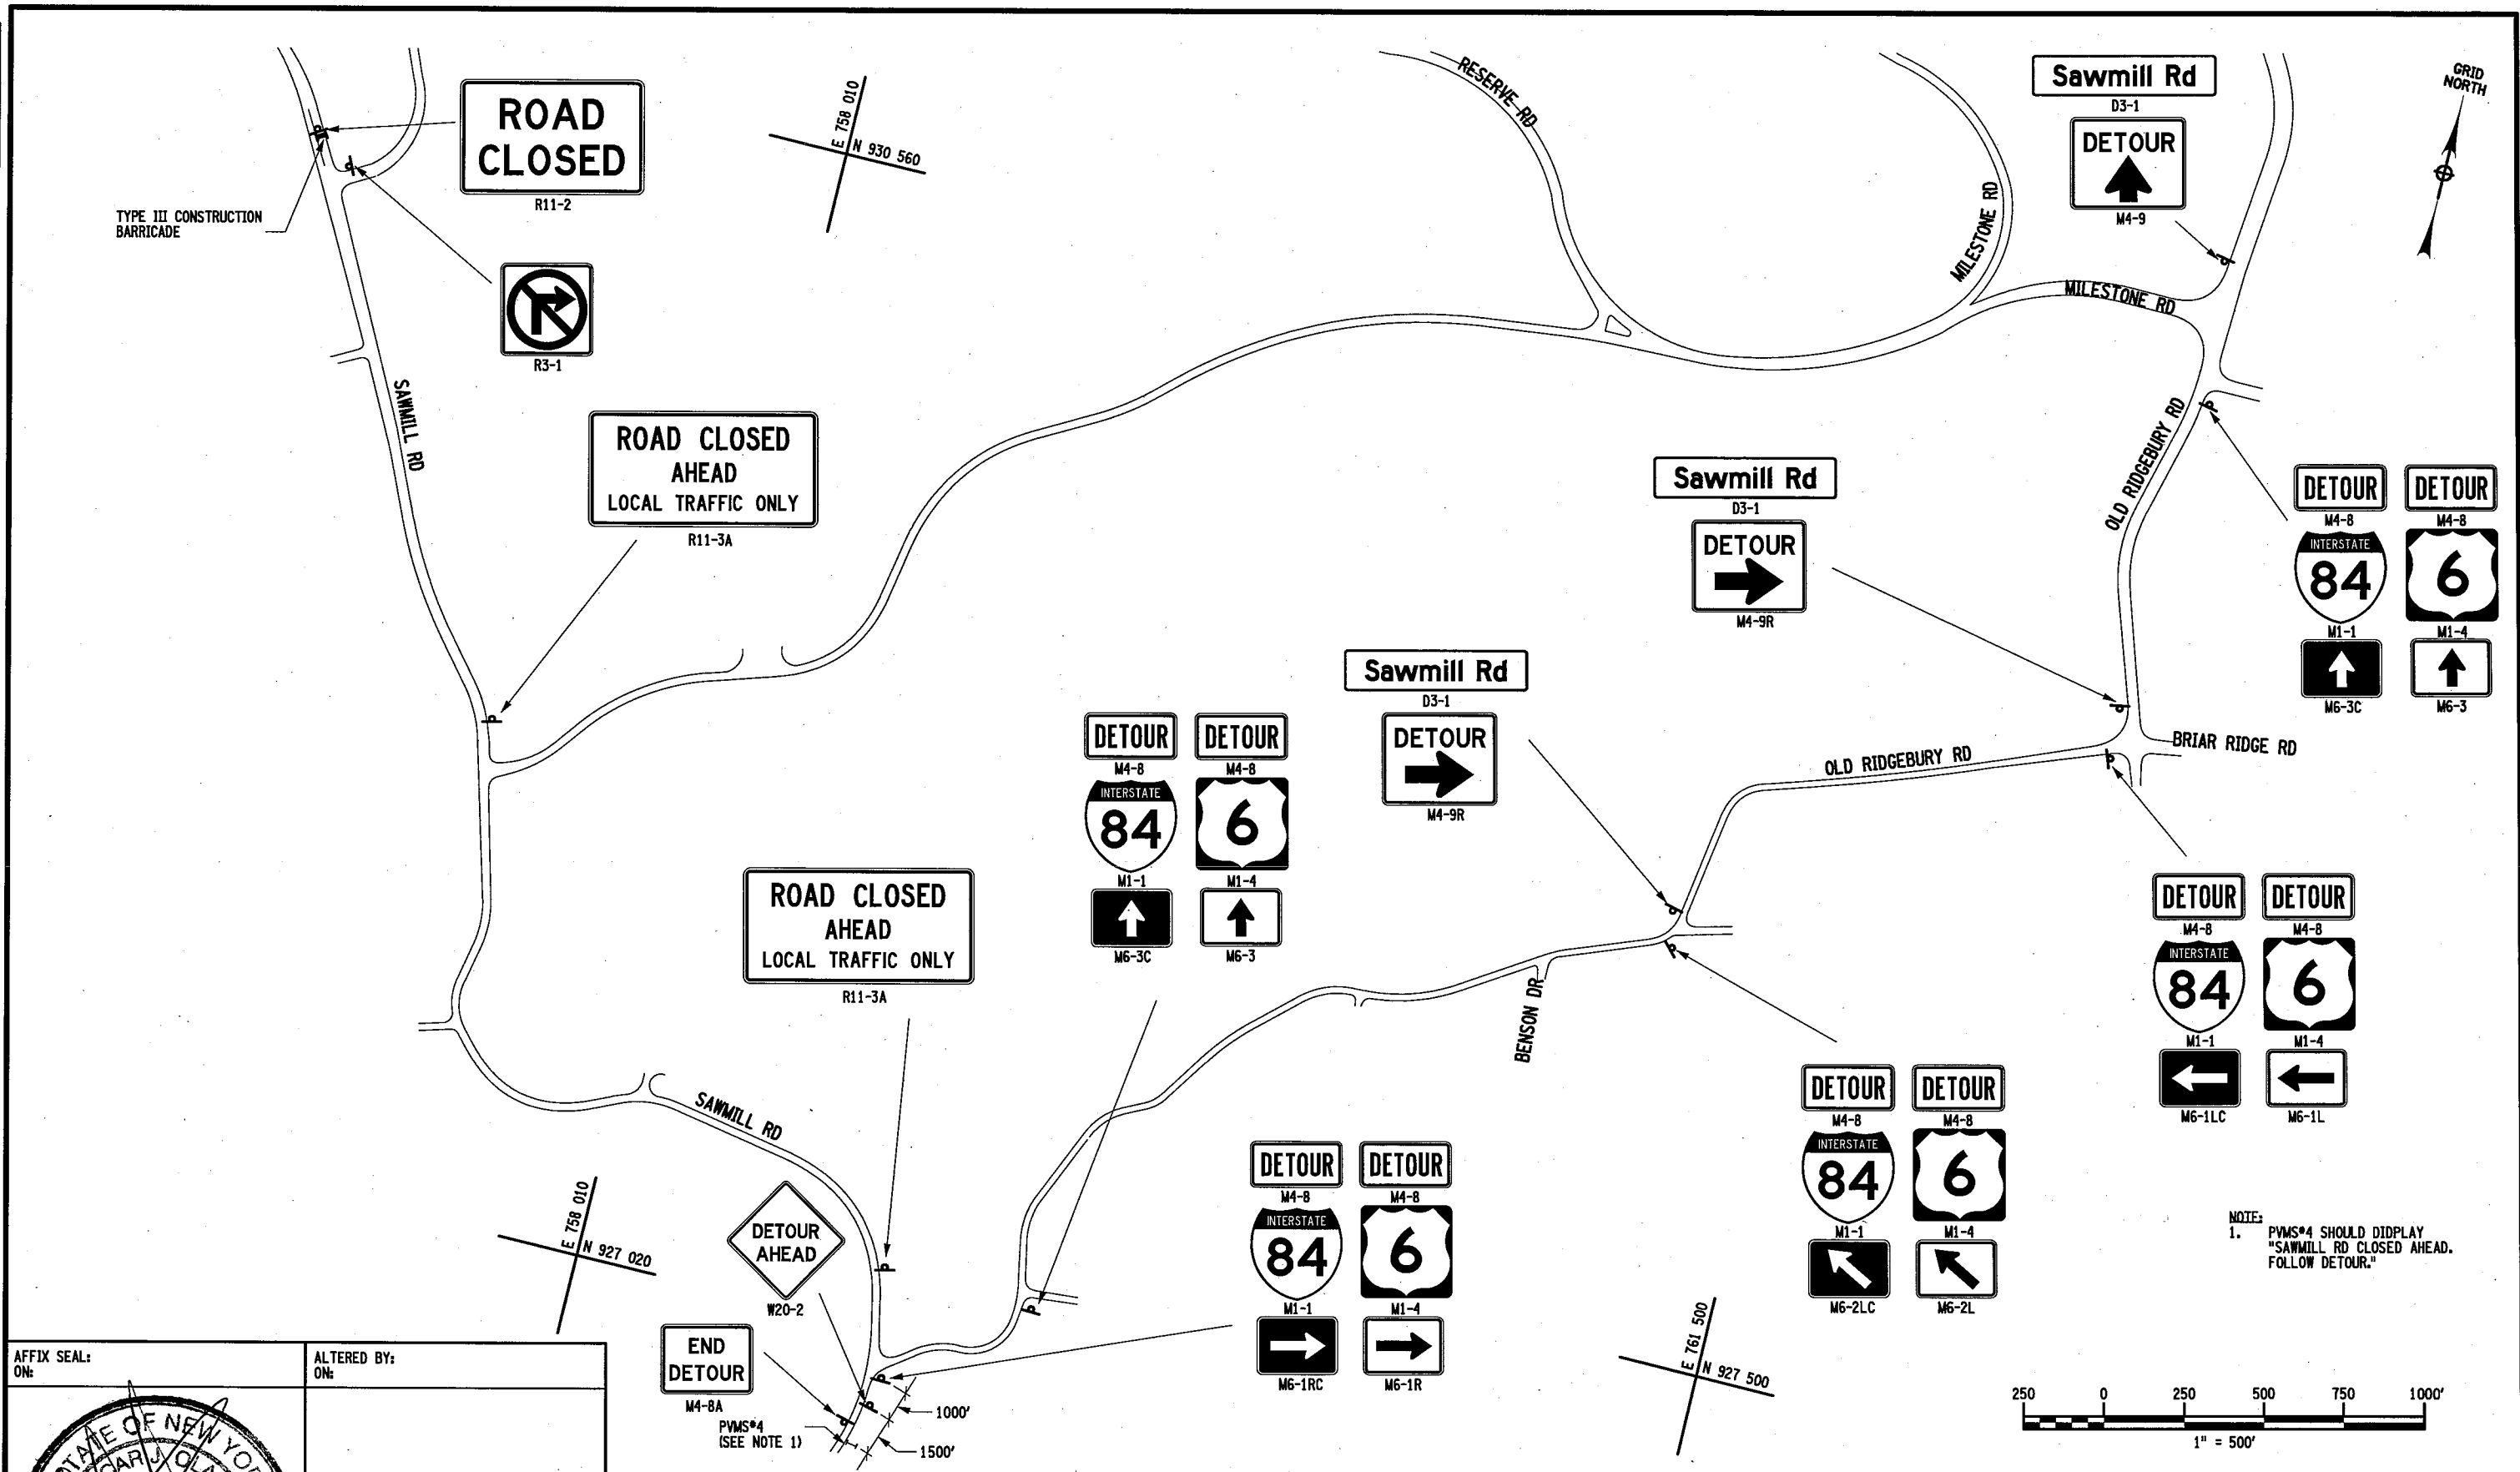 ROAD
CLOSED
R11-2
TYPE III CONSTRUCTION
BARRICADE
R3-1
E 758 010
N 930 560
RESERVE RD
MILESTONE RD
MILESTONE RD
Sawmill Rd
D3-1
DETOUR
M4-9
GRID
NORTH
SAWMILL RD
ROAD CLOSED
AHEAD
LOCAL TRAFFIC ONLY
R11-3A
OLD RIDGEBURY RD
DETOUR DETOUR
M4-8 M4-8
INTERSTATE
84 6
M1-1 M1-4
M6-3C M6-3
Sawmill Rd
D3-1
DETOUR
M4-9R
Sawmill Rd
D3-1
DETOUR
M4-9R
OLD RIDGEBURY RD
BRIAR RIDGE RD
DETOUR DETOUR
M4-8 M4-8
INTERSTATE
84 6
M1-1 M1-4
M6-3C M6-3
ROAD CLOSED
AHEAD
LOCAL TRAFFIC ONLY
R11-3A
BENSON DR
DETOUR DETOUR
M4-8 M4-8
INTERSTATE
84 6
M1-1 M1-4
M6-1LC M6-1L
DETOUR DETOUR
M4-8 M4-8
INTERSTATE
84 6
M1-1 M1-4
M6-2LC M6-2L
SAWMILL RD
E 758 010
N 927 020
DETOUR
AHEAD
W20-2
DETOUR DETOUR
M4-8 M4-8
INTERSTATE
84 6
M1-1 M1-4
M6-1RC M6-1R
END
DETOUR
M4-8A
PVMS#4
(SEE NOTE 1)
1000'
1500'
E 761 500
N 927 500
NOTE:
1. PVMS#4 SHOULD DIDPLAY
"SAWMILL RD CLOSED AHEAD.
FOLLOW DETOUR."
250 0 250 500 750 1000'
1" = 500'
AFFIX SEAL:
ON:
ALTERED BY:
ON:
STATE OF NEW YOR